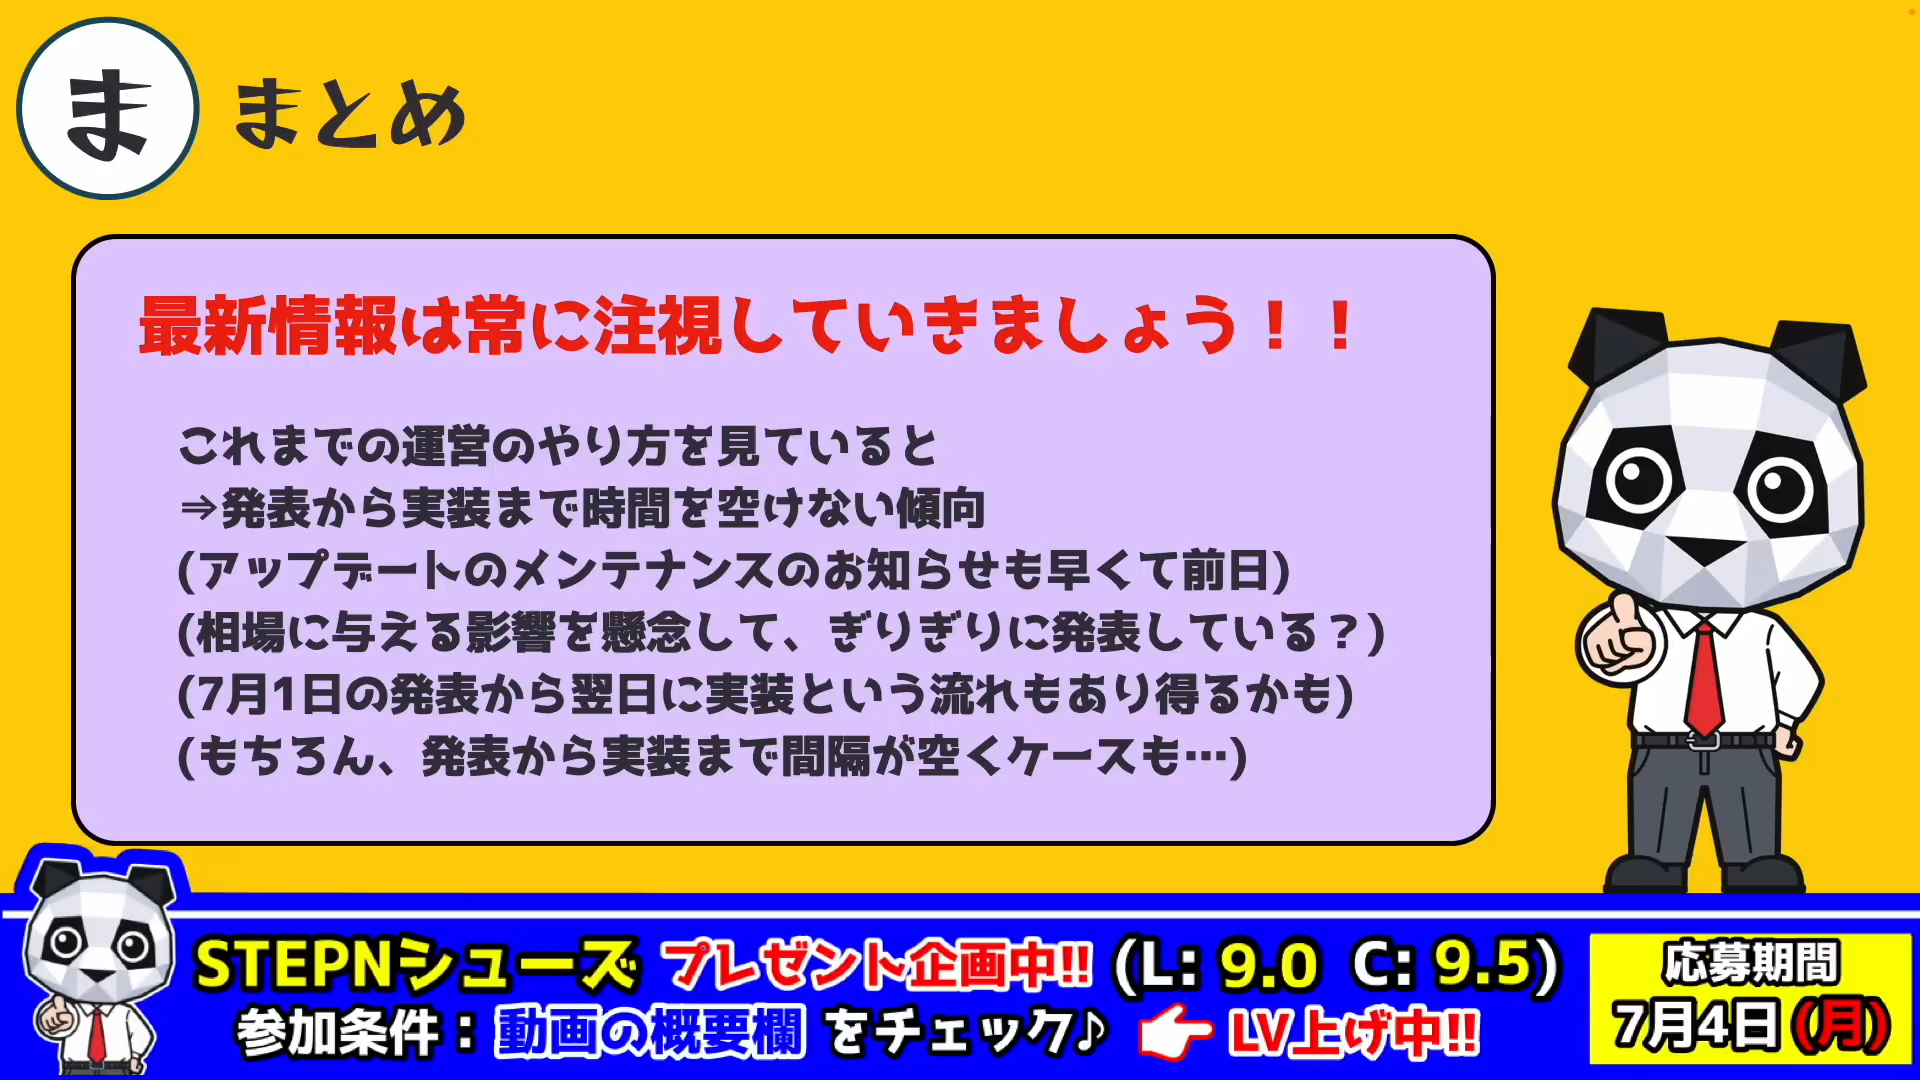 ま まとめ
最新情報は常に注視していきましょう！！
これまでの運営のやり方を見ていると
⇒発表から実装まで時間を空けない傾向
(アップデートのメンテナンスのお知らせも早くて前日)
(相場に与える影響を懸念して、ぎりぎりに発表している？)
(7月1日の発表から翌日に実装という流れもあり得るかも)
(もちろん、発表から実装まで間隔が空くケースも…)
STEPNシューズ プレゼント企画中!! (L: 9.0 C: 9.5)
参加条件：動画の概要欄 をチェック♪ LV上げ中!!
応募期間
7月4日(月)